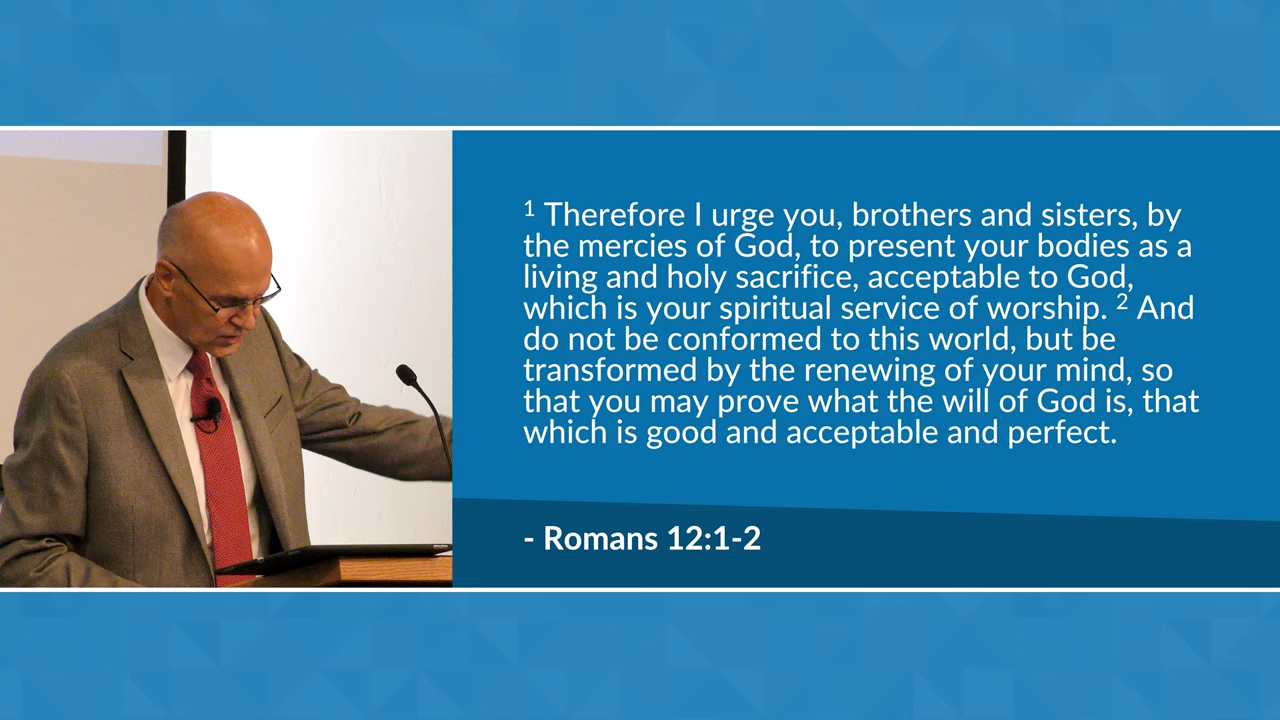 1 Therefore I urge you, brothers and sisters, by
the mercies of God, to present your bodies as a
living and holy sacrifice, acceptable to God,
which is your spiritual service of worship. 2 And
do not be conformed to this world, but be
transformed by the renewing of your mind, so
that you may prove what the will of God is, that
which is good and acceptable and perfect.
- Romans 12:1-2